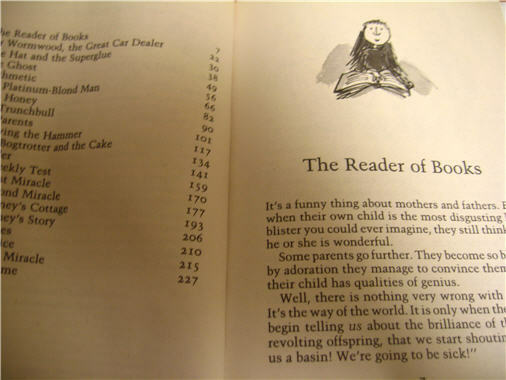 he Reader of Books 7
y Wormwood, the Great Car Dealer 22
e Hat and the Superglue 30
e Ghost 38
thmetic 49
Platinum-Blond Man 56
Honey 66
Trunchbull 82
Parents 90
ving the Hammer 101
Bogtrotter and the Cake 117
er 134
ekly Test 141
t Miracle 159
ond Miracle 170
ney's Cottage 177
ney's Story 193
es 206
ice 210
Miracle 215
me 227
The Reader of Books
It's a funny thing about mothers and fathers. E
when their own child is the most disgusting l
blister you could ever imagine, they still think
he or she is wonderful.
Some parents go further. They become so b
by adoration they manage to convince them
their child has qualities of genius.
Well, there is nothing very wrong with
It's the way of the world. It is only when the
begin telling us about the brilliance of th
revolting offspring, that we start shoutin
us a basin! We're going to be sick!"